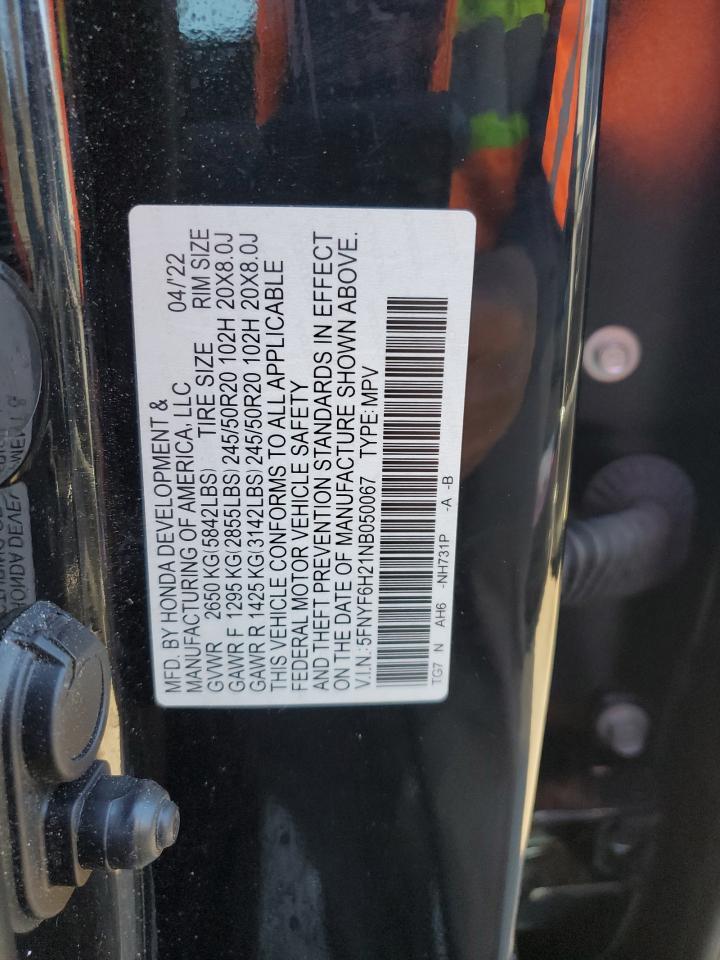 MFD. BY HONDA DEVELOPMENT &
MANUFACTURING OF AMERICA, LLC 04/'22
GVWR 2650 KG(5842LBS) TIRE SIZE RIM SIZE
GAWR F 1295 KG(2855LBS) 245/50R20 102H 20X8.0J
GAWR R 1425 KG(3142LBS) 245/50R20 102H 20X8.0J
THIS VEHICLE CONFORMS TO ALL APPLICABLE
FEDERAL MOTOR VEHICLE SAFETY
AND THEFT PREVENTION STANDARDS IN EFFECT
ON THE DATE OF MANUFACTURE SHOWN ABOVE.
V.I.N.:5FNYF6H21NB050067 TYPE: MPV
TG7 N AH6 -NH731P -A -B
HONDA